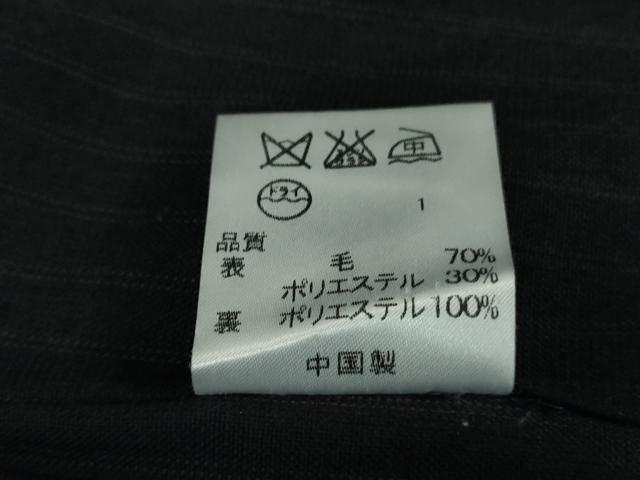 中
ドライ
1
品質
表 毛 70%
ポリエステル 30%
裏 ポリエステル 100%
中国製